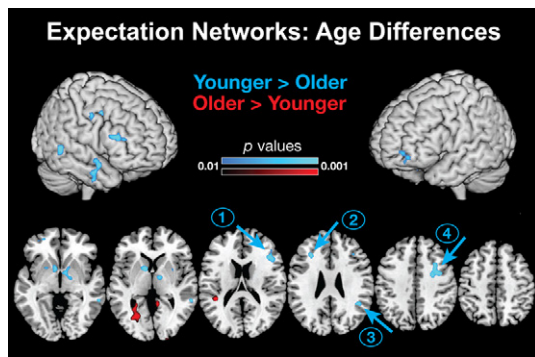 Expectation Networks: Age Differences
Younger > Older
Older > Younger
p values
0.01
0.001
1
2
4
3